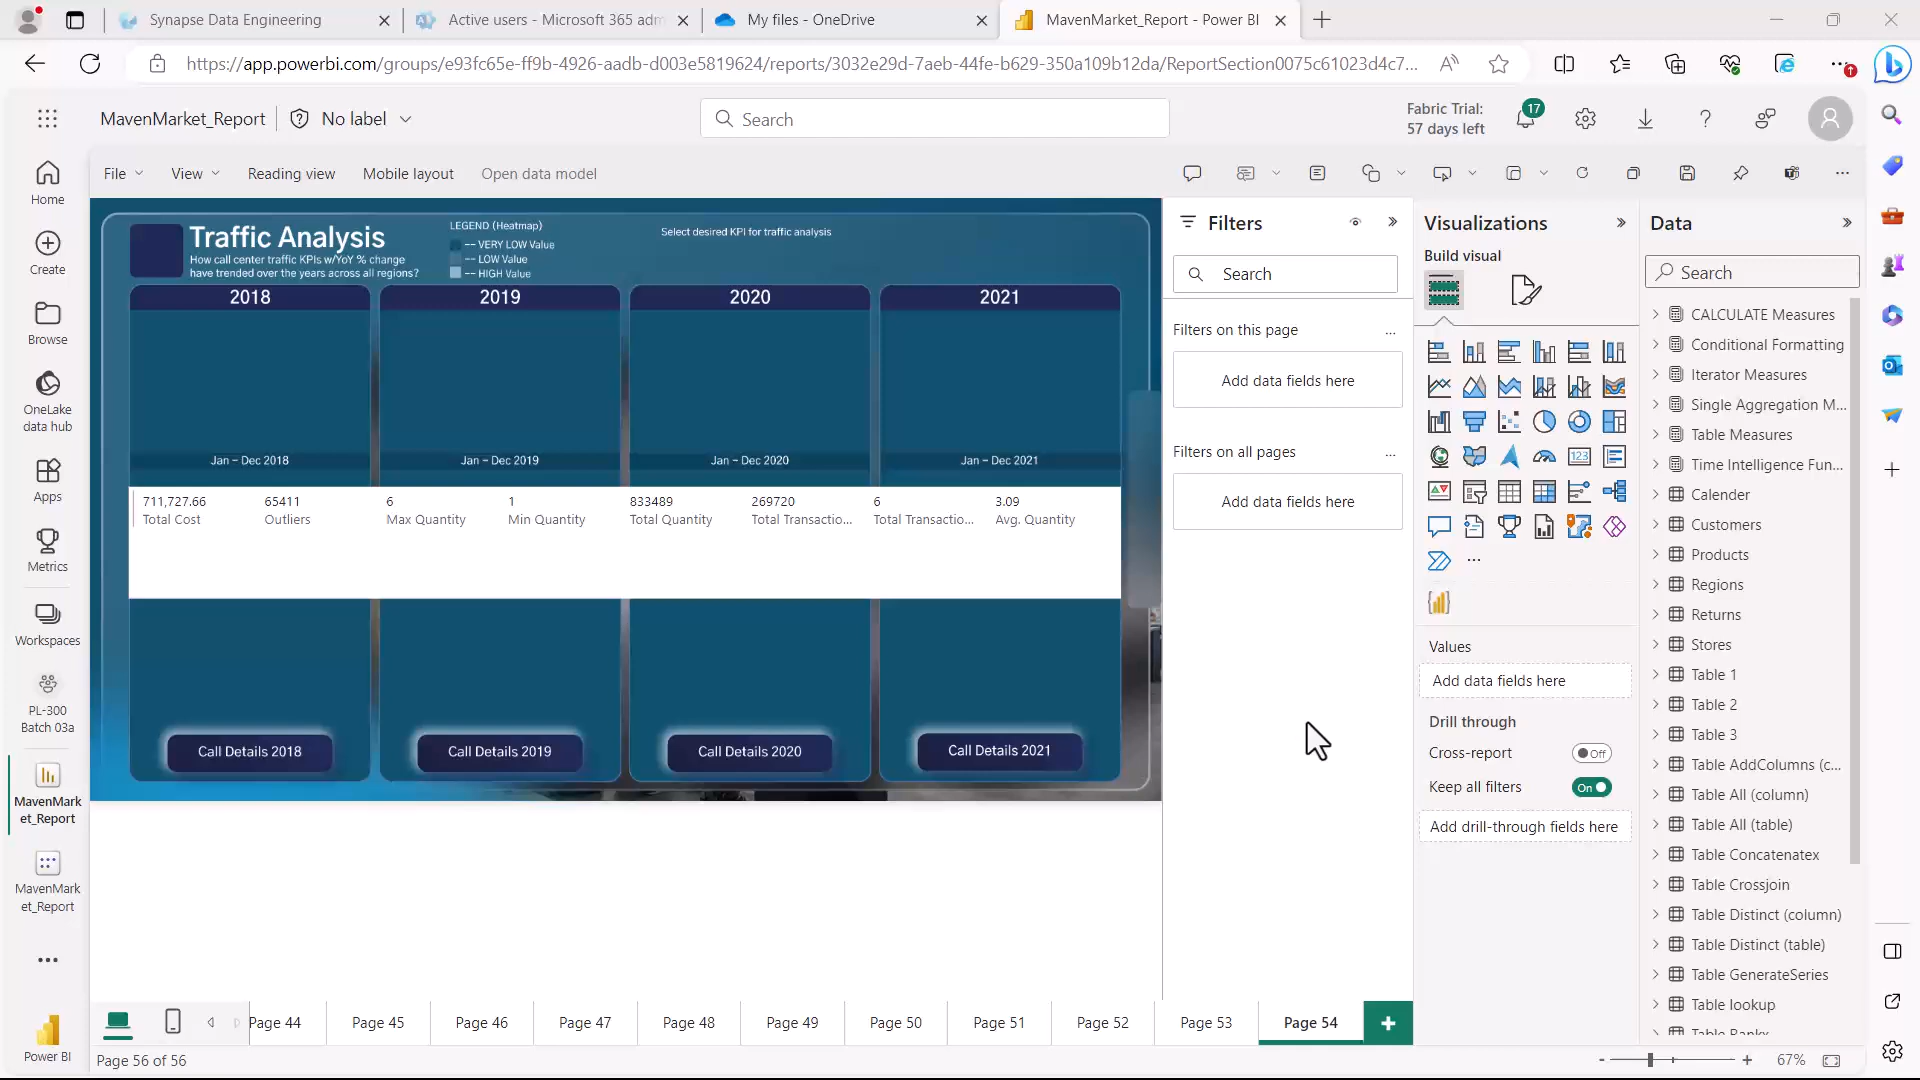 Synapse Data Engineering
Active users - Microsoft 365 adm
My files - OneDrive
MavenMarket_Report - Power BI
https://app.powerbi.com/groups/e93fc65e-ff9b-4926-aadb-d003e5819624/reports/3032e29d-7aeb-44fe-b629-350a109b12da/ReportSection0075c61023d4c7...
MavenMarket_Report
No label
Search
Fabric Trial:
57 days left
17
File
View
Reading view
Mobile layout
Open data model
Home
Create
Browse
OneLake
data hub
Apps
Metrics
Workspaces
PL-300
Batch 03a
MavenMark
et_Report
MavenMark
et_Report
Power BI
Traffic Analysis
How call center traffic KPIs w/YoY % change
have trended over the years across all regions?
LEGEND (Heatmap)
-- VERY LOW Value
-- LOW Value
-- HIGH Value
Select desired KPI for traffic analysis
2018
2019
2020
2021
Jan – Dec 2018
Jan – Dec 2019
Jan – Dec 2020
Jan – Dec 2021
711,727.66
Total Cost
65411
Outliers
6
Max Quantity
1
Min Quantity
833489
Total Quantity
269720
Total Transactio...
6
Total Transactio...
3.09
Avg. Quantity
Call Details 2018
Call Details 2019
Call Details 2020
Call Details 2021
Filters
Search
Filters on this page
...
Add data fields here
Filters on all pages
...
Add data fields here
Visualizations
Build visual
123
...
Values
Add data fields here
Drill through
Cross-report
Off
Keep all filters
On
Add drill-through fields here
Data
Search
CALCULATE Measures
Conditional Formatting
Iterator Measures
Single Aggregation M...
Table Measures
Time Intelligence Fun...
Calender
Customers
Products
Regions
Returns
Stores
Table 1
Table 2
Table 3
Table AddColumns (c...
Table All (column)
Table All (table)
Table Concatenatex
Table Crossjoin
Table Distinct (column)
Table Distinct (table)
Table GenerateSeries
Table lookup
Table Rankx
Page 44
Page 45
Page 46
Page 47
Page 48
Page 49
Page 50
Page 51
Page 52
Page 53
Page 54
Page 56 of 56
67%